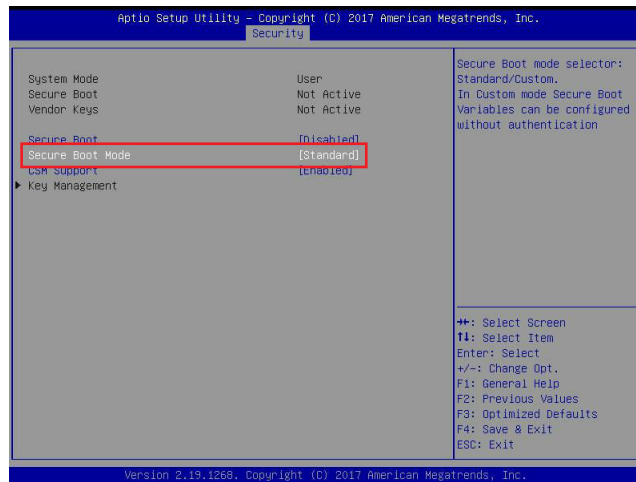 Aptio Setup Utility – Copyright (C) 2017 American Megatrends, Inc.
Security
System Mode User
Secure Boot Not Active
Vendor Keys Not Active
Secure Boot [Disabled]
Secure Boot Mode [Standard]
CSM Support [Enabled]
Key Management
Secure Boot mode selector:
Standard/Custom.
In Custom mode Secure Boot
Variables can be configured
without authentication
→←: Select Screen
↑↓: Select Item
Enter: Select
+/-: Change Opt.
F1: General Help
F2: Previous Values
F3: Optimized Defaults
F4: Save & Exit
ESC: Exit
Version 2.19.1268. Copyright (C) 2017 American Megatrends, Inc.